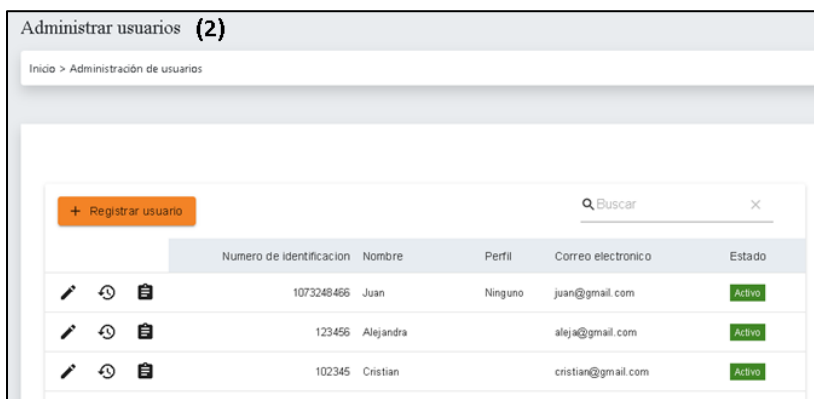 Administrar usuarios (2)
Inicio > Administración de usuarios
+ Registrar usuario
Buscar
Numero de identificacion Nombre Perfil Correo electronico Estado
1073248466 Juan Ninguno juan@gmail.com Activo
123456 Alejandra aleja@gmail.com Activo
102345 Cristian cristian@gmail.com Activo